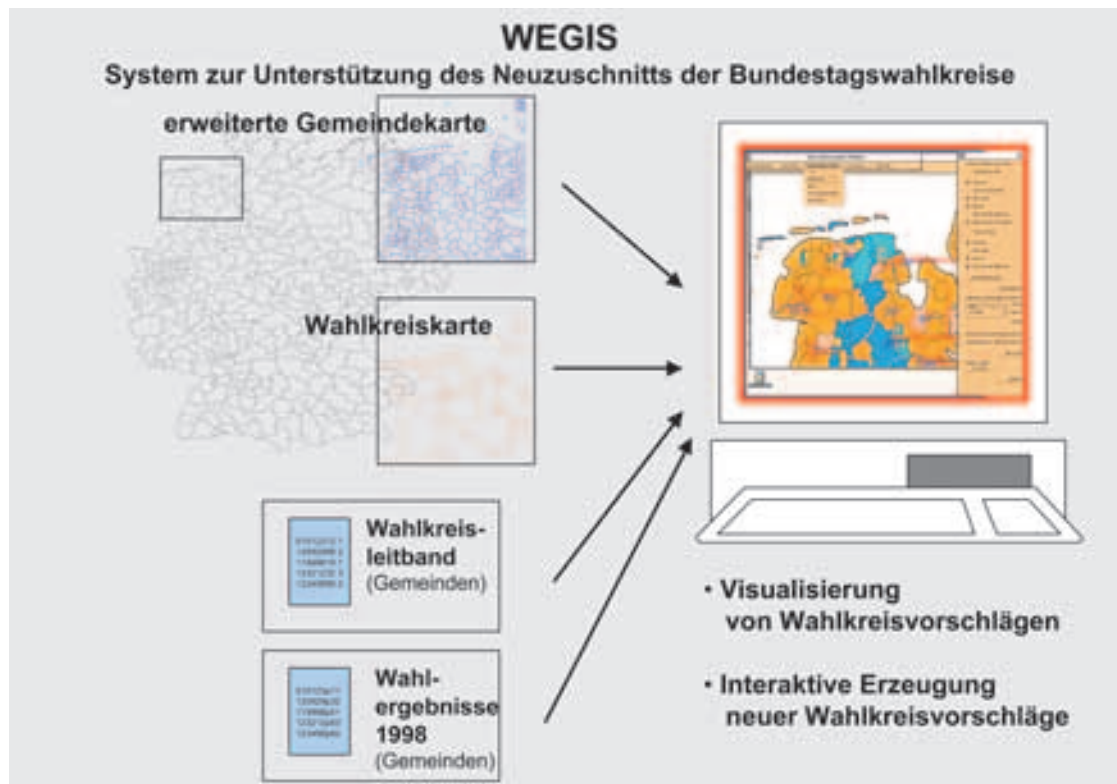 WEGIS
System zur Unterstützung des Neuzuschnitts der Bundestagswahlkreise
erweiterte Gemeindekarte
Wahlkreiskarte
Wahlkreis-
leitband
(Gemeinden)
Wahl-
ergebnisse
1998
(Gemeinden)
• Visualisierung
von Wahlkreisvorschlägen
• Interaktive Erzeugung
neuer Wahlkreisvorschläge